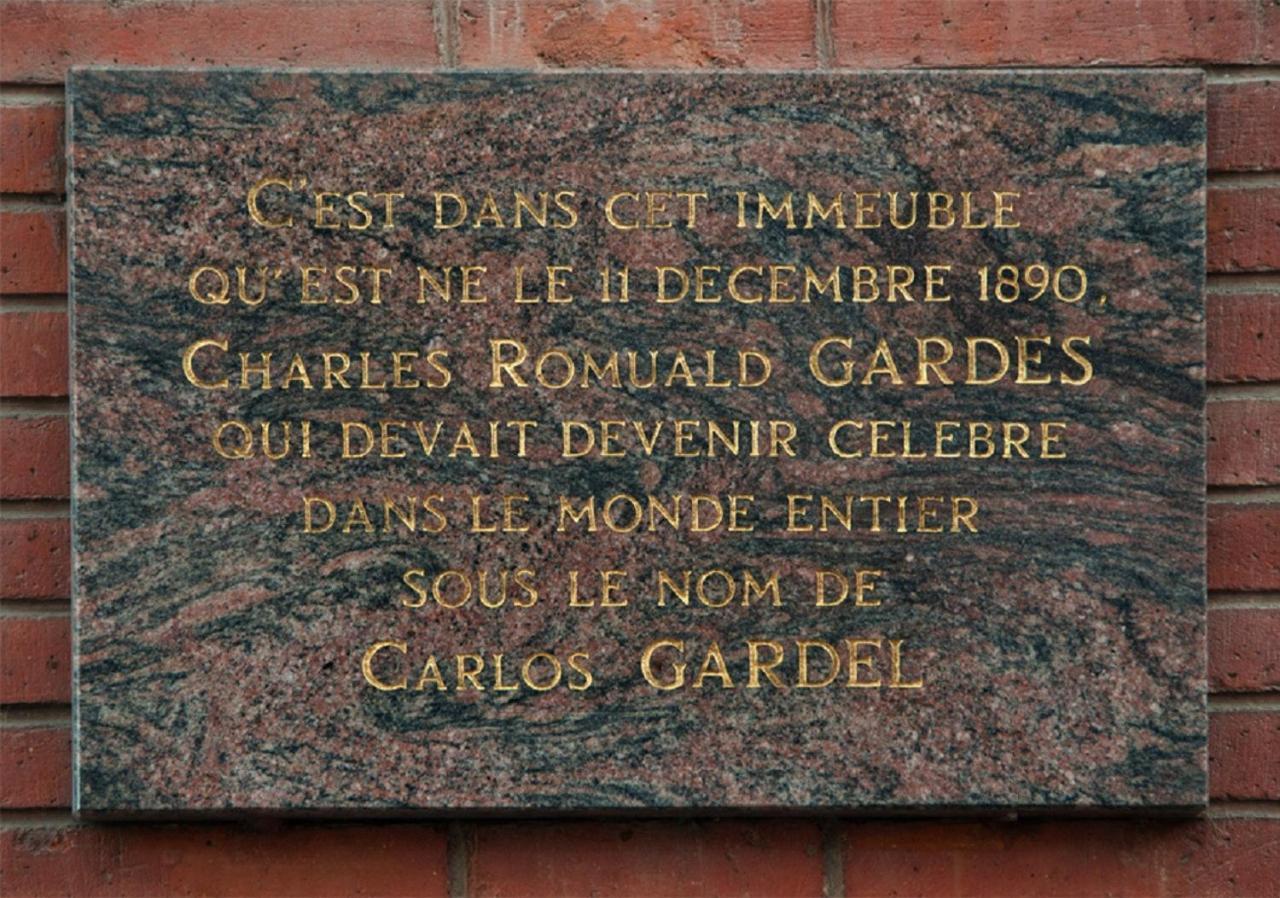 C'EST DANS CET IMMEUBLE
QU'EST NE LE 11 DECEMBRE 1890,
CHARLES ROMUALD GARDES
QUI DEVAIT DEVENIR CELEBRE
DANS LE MONDE ENTIER
SOUS LE NOM DE
CARLOS GARDEL